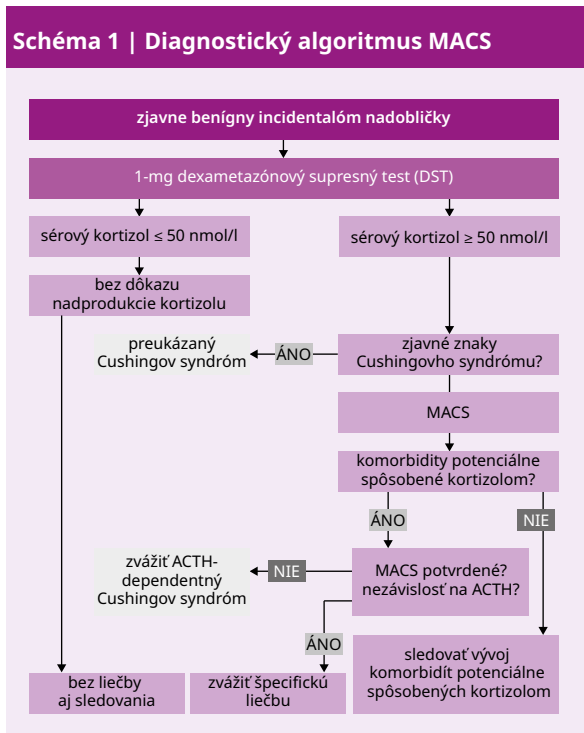 Schéma 1 | Diagnostický algoritmus MACS
zjavne benígny incidentalóm nadobličky
1-mg dexametazónový supresný test (DST)
sérový kortizol ≤ 50 nmol/l
sérový kortizol ≥ 50 nmol/l
bez dôkazu
nadprodukcie kortizolu
preukázaný
Cushingov syndróm
ÁNO
zjavné znaky
Cushingovho syndrómu?
MACS
komorbidity potenciálne
spôsobené kortizolom?
ÁNO
NIE
zvážiť ACTH-
dependentný
Cushingov syndróm
NIE
MACS potvrdené?
nezávislosť na ACTH?
ÁNO
bez liečby
aj sledovania
zvážiť špecifickú
liečbu
sledovať vývoj
komorbidít potenciálne
spôsobených kortizolom